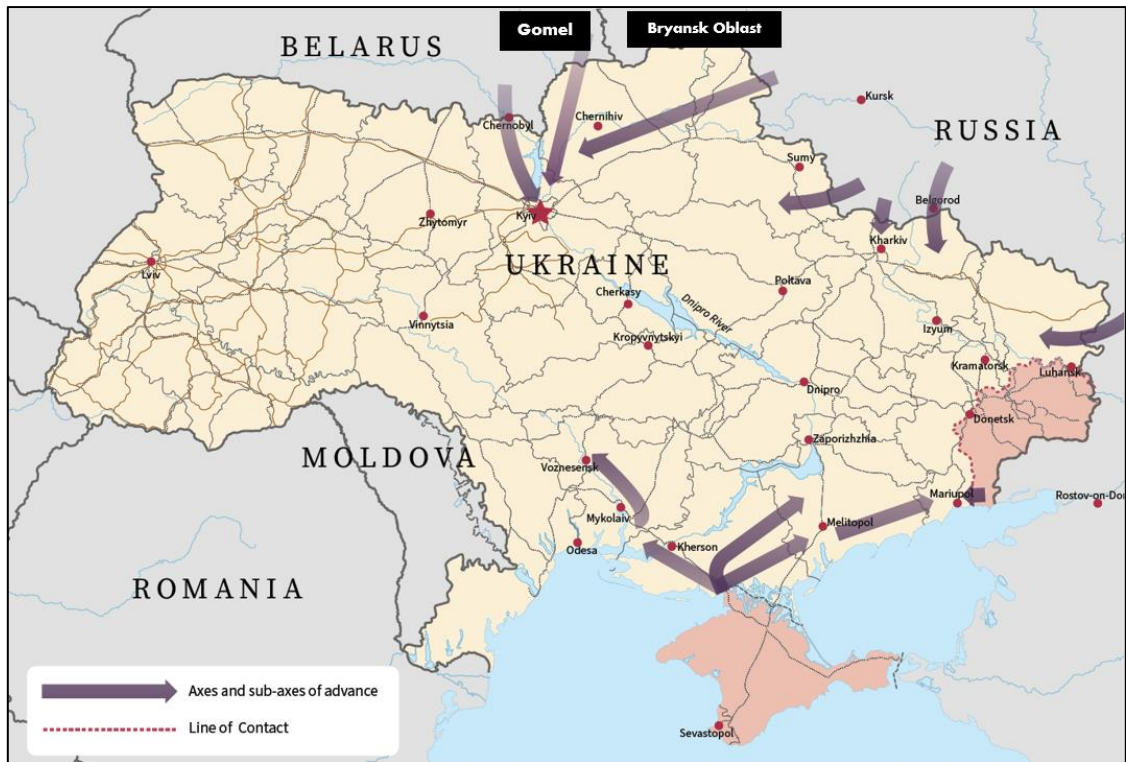 Gomel
Bryansk Oblast
BELARUS
Kursk
Chernobyl
Chernihiv
RUSSIA
Sumy
Belgorod
Zhytomyr
Kyiv
Kharkiv
Lviv
UKRAINE
Poltava
Cherkasy
Dnipro River
Vinnytsia
Izyum
Kropyvnytskyi
Kramatorsk
Luhansk
Dnipro
Donetsk
Zaporizhzhia
MOLDOVA
Voznesensk
Mariupol
Rostov-on-Don
Mykolaiv
Melitopol
Odesa
Kherson
ROMANIA
Axes and sub-axes of advance
Line of Contact
Sevastopol